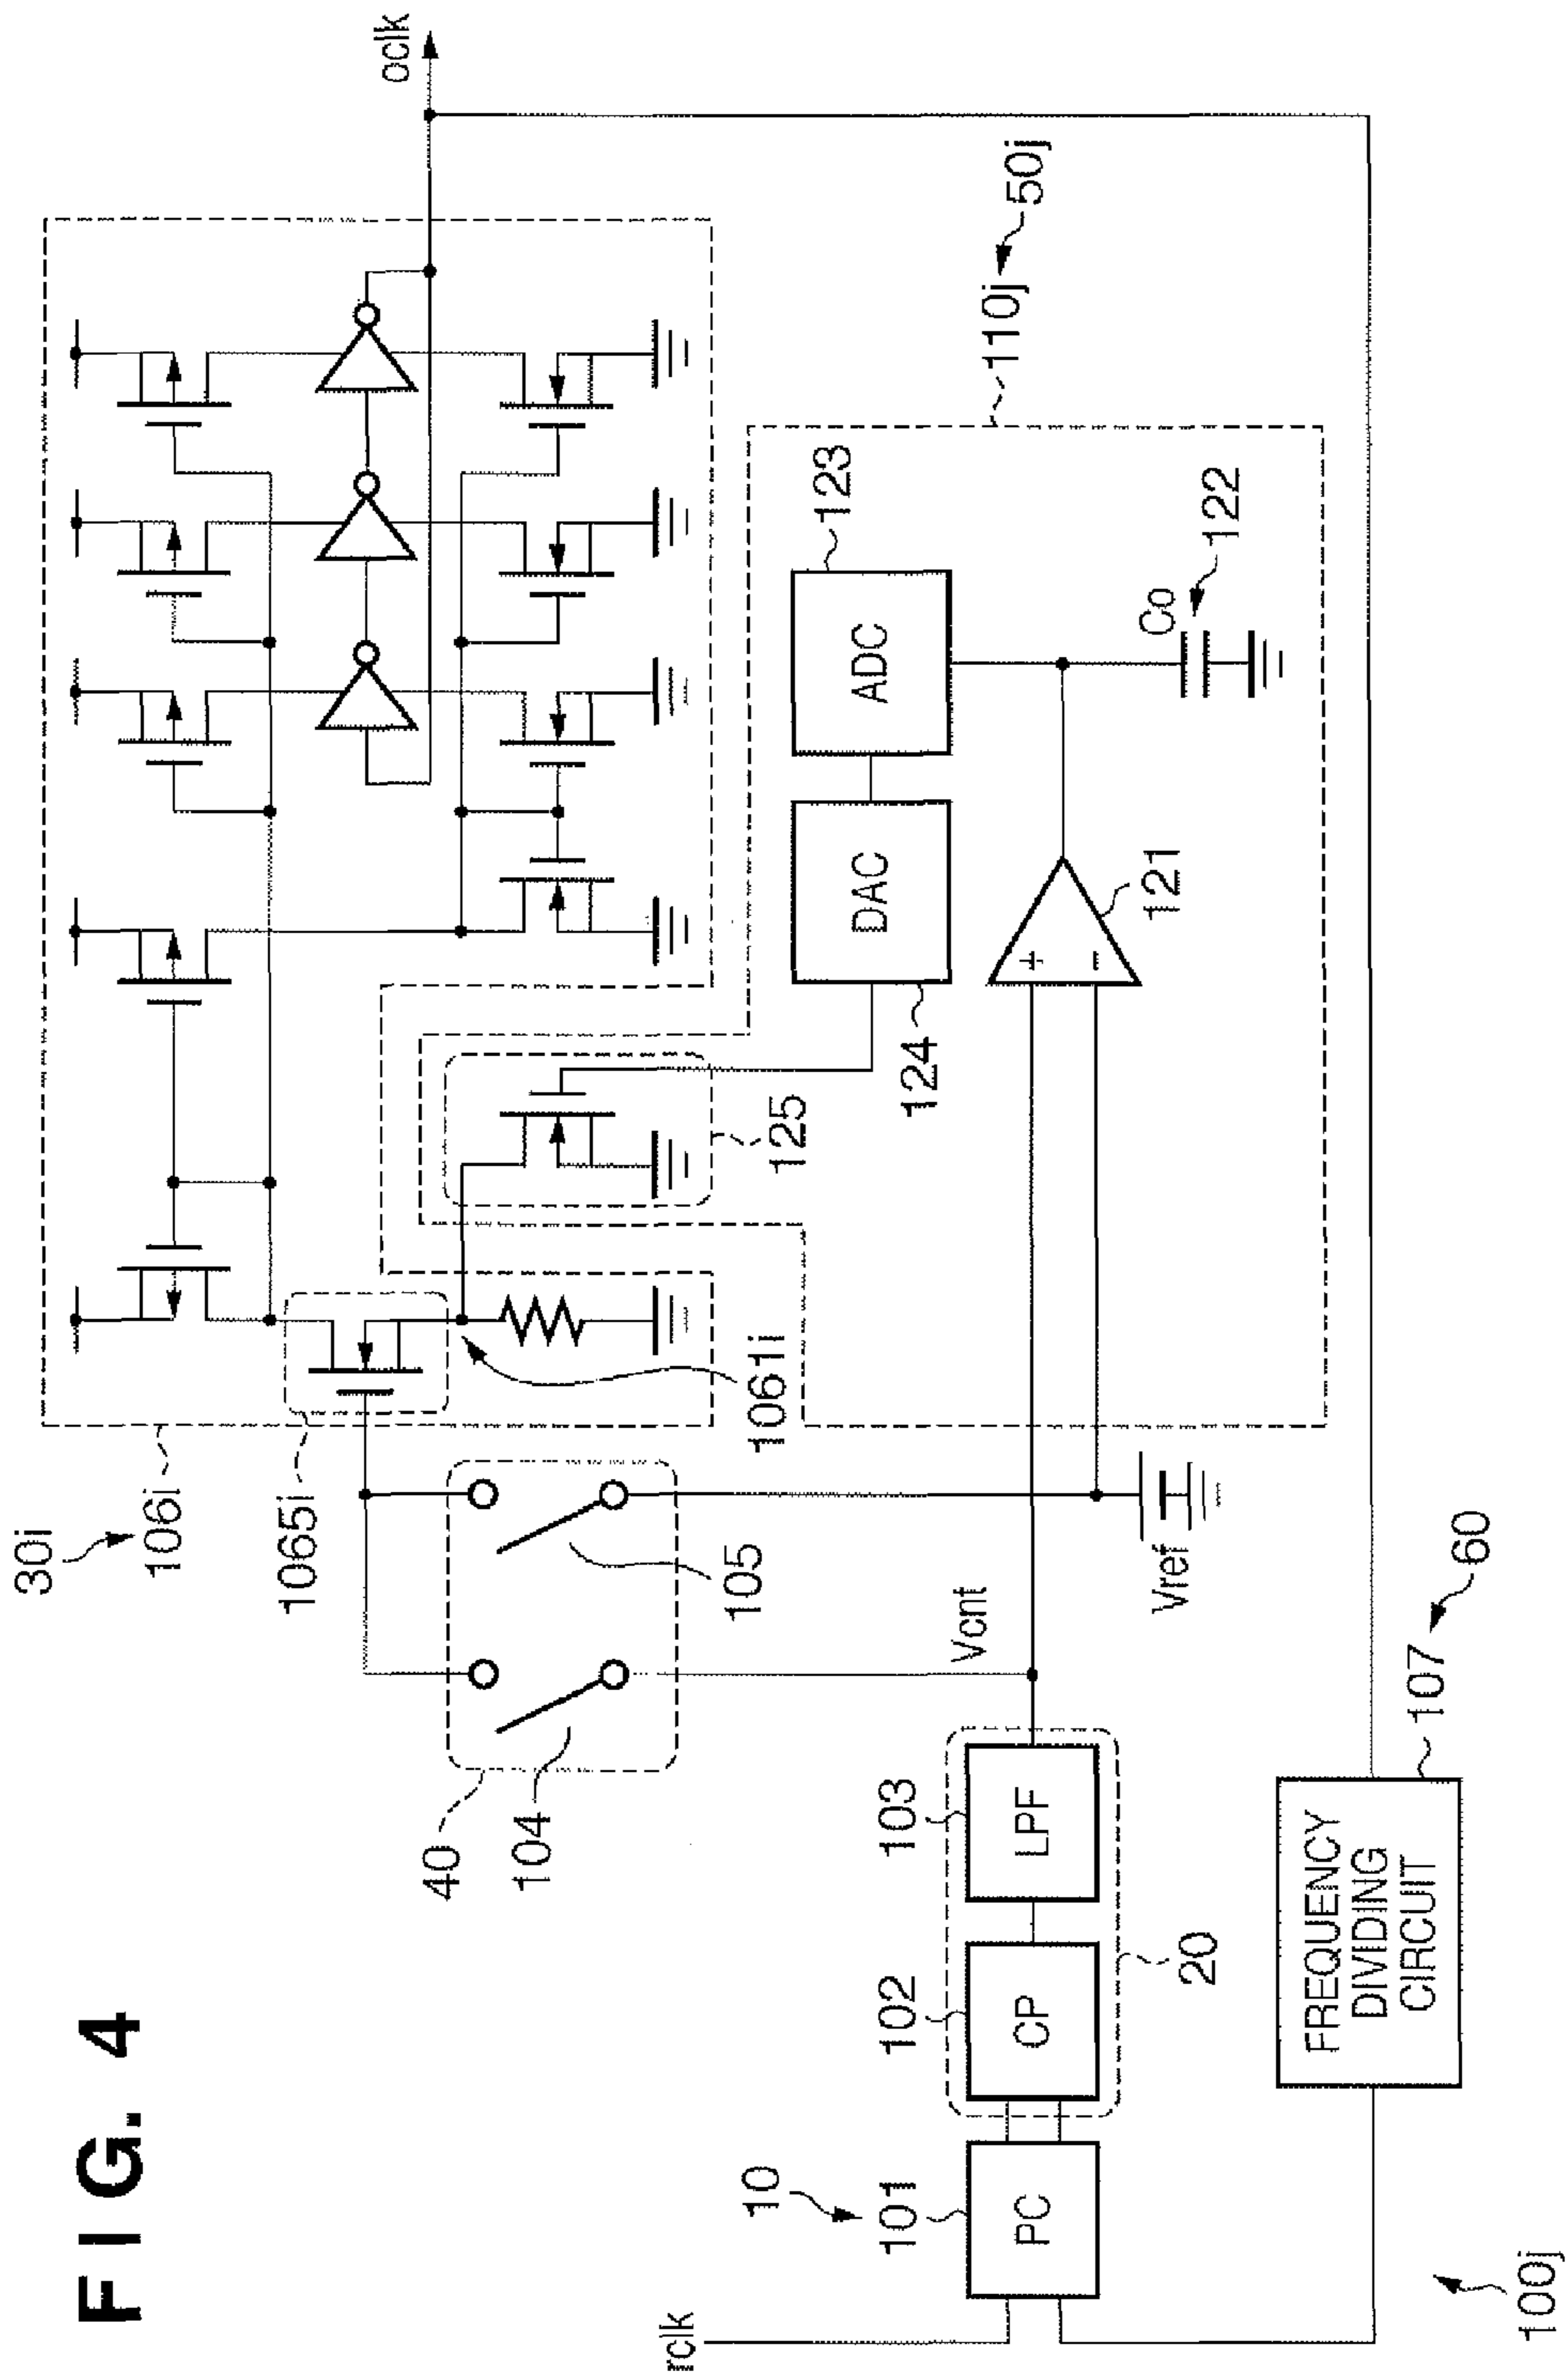 FIG. 4
30i
106i
1065i
40
104
105
1061i
125
oclk
110j
50j
ADC
123
DAC
124
+
−
121
Co
122
Vcnt
Vref
rclk
10
101
PC
102
CP
103
LPF
20
FREQUENCY
DIVIDING
CIRCUIT
107
60
100j